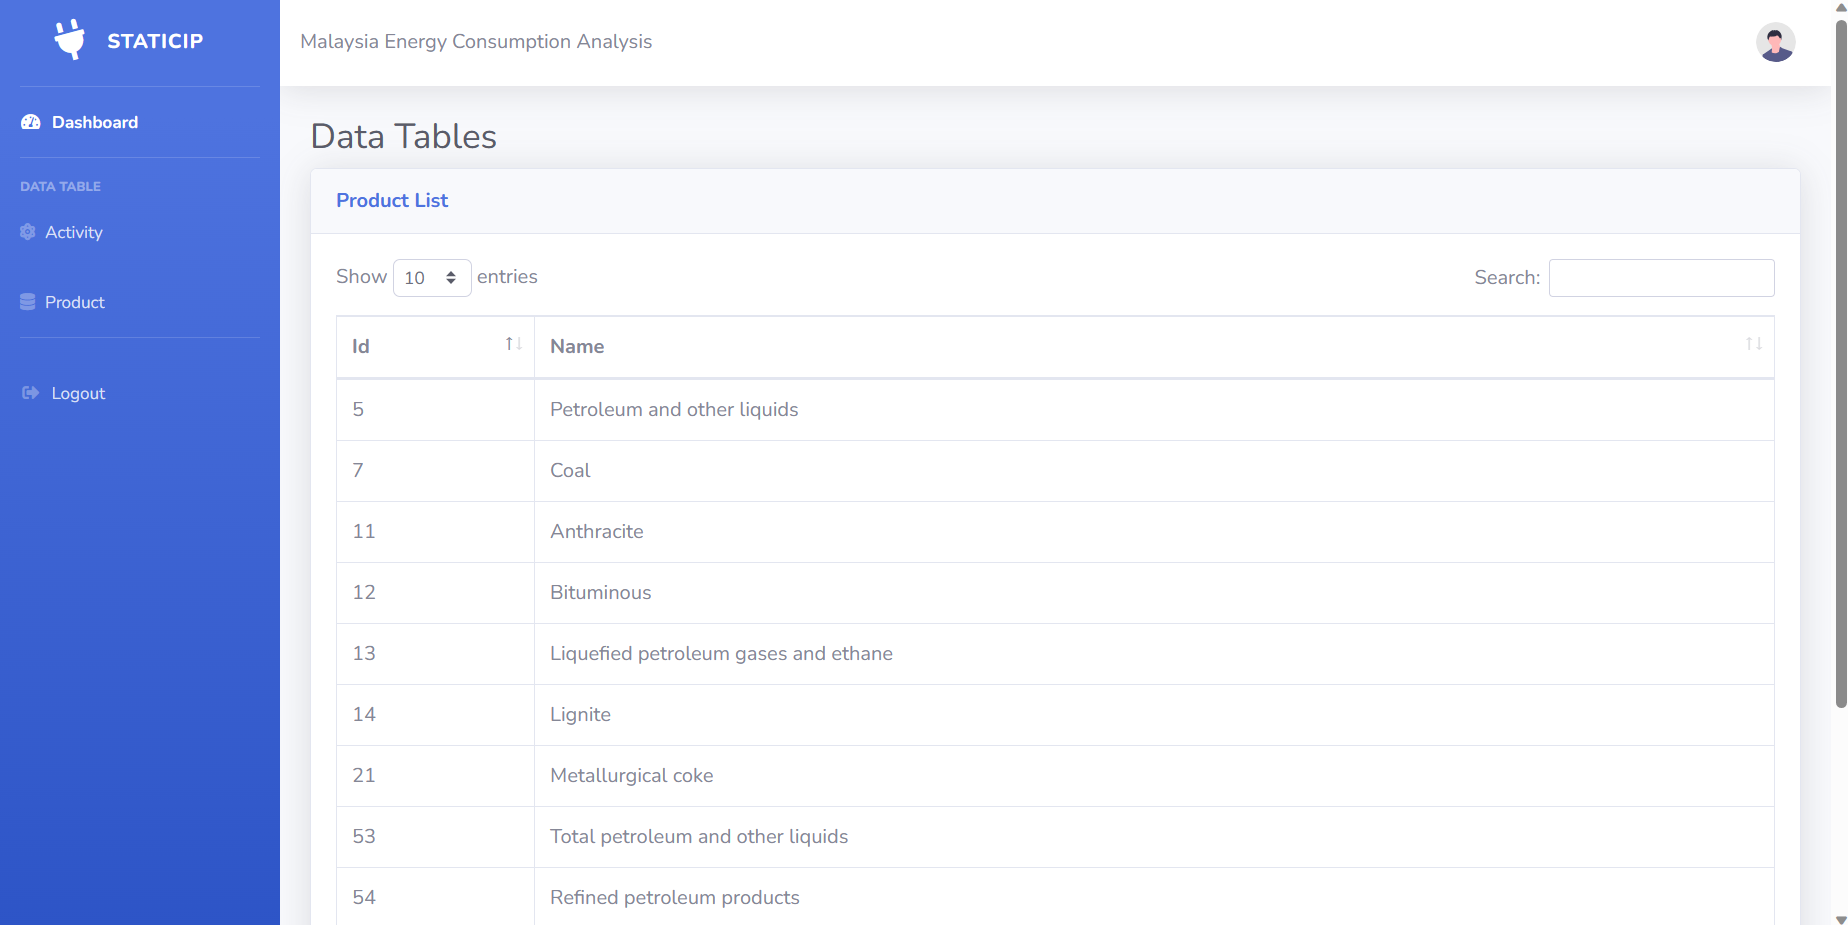 STATICIP
Malaysia Energy Consumption Analysis
Dashboard
DATA TABLE
Activity
Product
Logout
Data Tables
Product List
Show 10 entries
Search:
Id Name
5 Petroleum and other liquids
7 Coal
11 Anthracite
12 Bituminous
13 Liquefied petroleum gases and ethane
14 Lignite
21 Metallurgical coke
53 Total petroleum and other liquids
54 Refined petroleum products